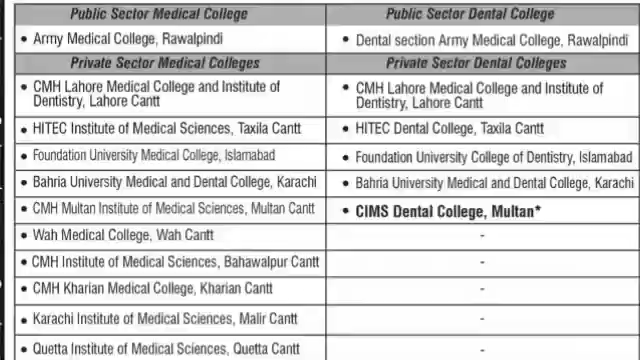 Public Sector Medical College Public Sector Dental College
• Army Medical College, Rawalpindi • Dental section Army Medical College, Rawalpindi
Private Sector Medical Colleges Private Sector Dental Colleges
• CMH Lahore Medical College and Institute of • CMH Lahore Medical College and Institute of
Dentistry, Lahore Cantt Dentistry, Lahore Cantt
• HITEC Institute of Medical Sciences, Taxila Cantt • HITEC Dental College, Taxila Cantt
• Foundation University Medical College, Islamabad • Foundation University College of Dentistry, Islamabad
• Bahria University Medical and Dental College, Karachi • Bahria University Medical and Dental College, Karachi
• CMH Multan Institute of Medical Sciences, Multan Cantt • CIMS Dental College, Multan*
• Wah Medical College, Wah Cantt -
• CMH Institute of Medical Sciences, Bahawalpur Cantt -
• CMH Kharian Medical College, Kharian Cantt -
• Karachi Institute of Medical Sciences, Malir Cantt -
• Quetta Institute of Medical Sciences, Quetta Cantt -